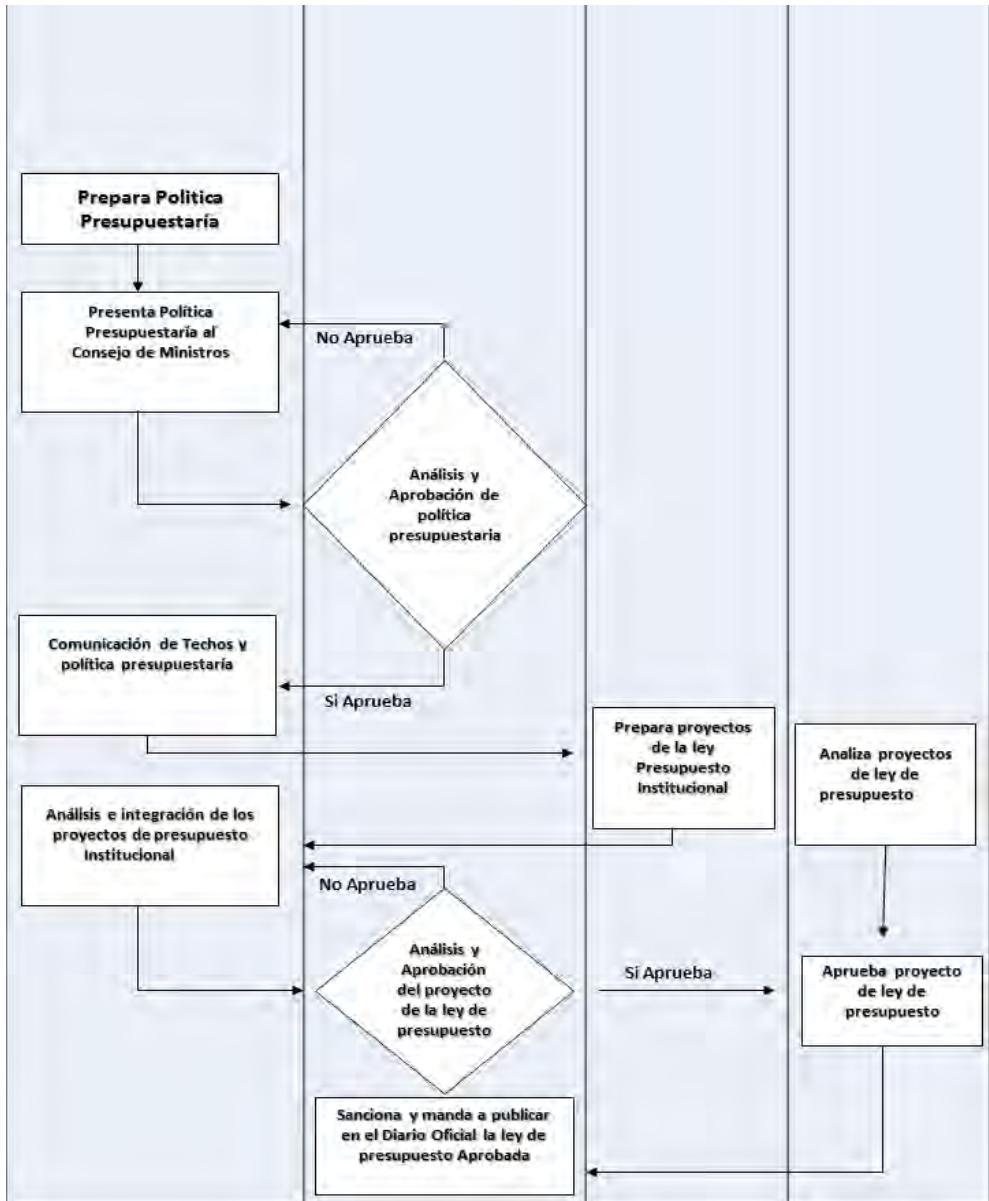 Prepara Politica
Presupuestaría
Presenta Política
Presupuestaría al
Consejo de Ministros
No Aprueba
Análisis y
Aprobación de
política
presupuestaria
Comunicación de Techos y
política presupuestaría
Si Aprueba
Prepara proyectos
de la ley
Presupuesto
Institucional
Analiza proyectos
de ley de
presupuesto
Análisis e integración de los
proyectos de presupuesto
Institucional
No Aprueba
Análisis y
Aprobación
del proyecto
de la ley de
presupuesto
Si Aprueba
Aprueba proyecto
de ley de
presupuesto
Sanciona y manda a publicar
en el Diario Oficial la ley de
presupuesto Aprobada